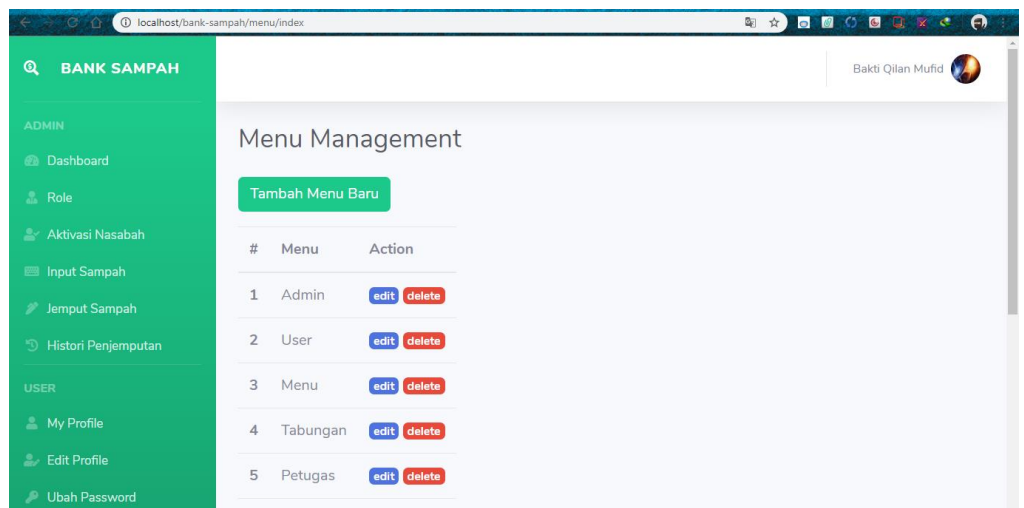 localhost/bank-sampah/menu/index
BANK SAMPAH
Bakti Qilan Mufid
ADMIN
Dashboard
Role
Aktivasi Nasabah
Input Sampah
Jemput Sampah
Histori Penjemputan
USER
My Profile
Edit Profile
Ubah Password
Menu Management
Tambah Menu Baru
# Menu Action
1 Admin edit delete
2 User edit delete
3 Menu edit delete
4 Tabungan edit delete
5 Petugas edit delete